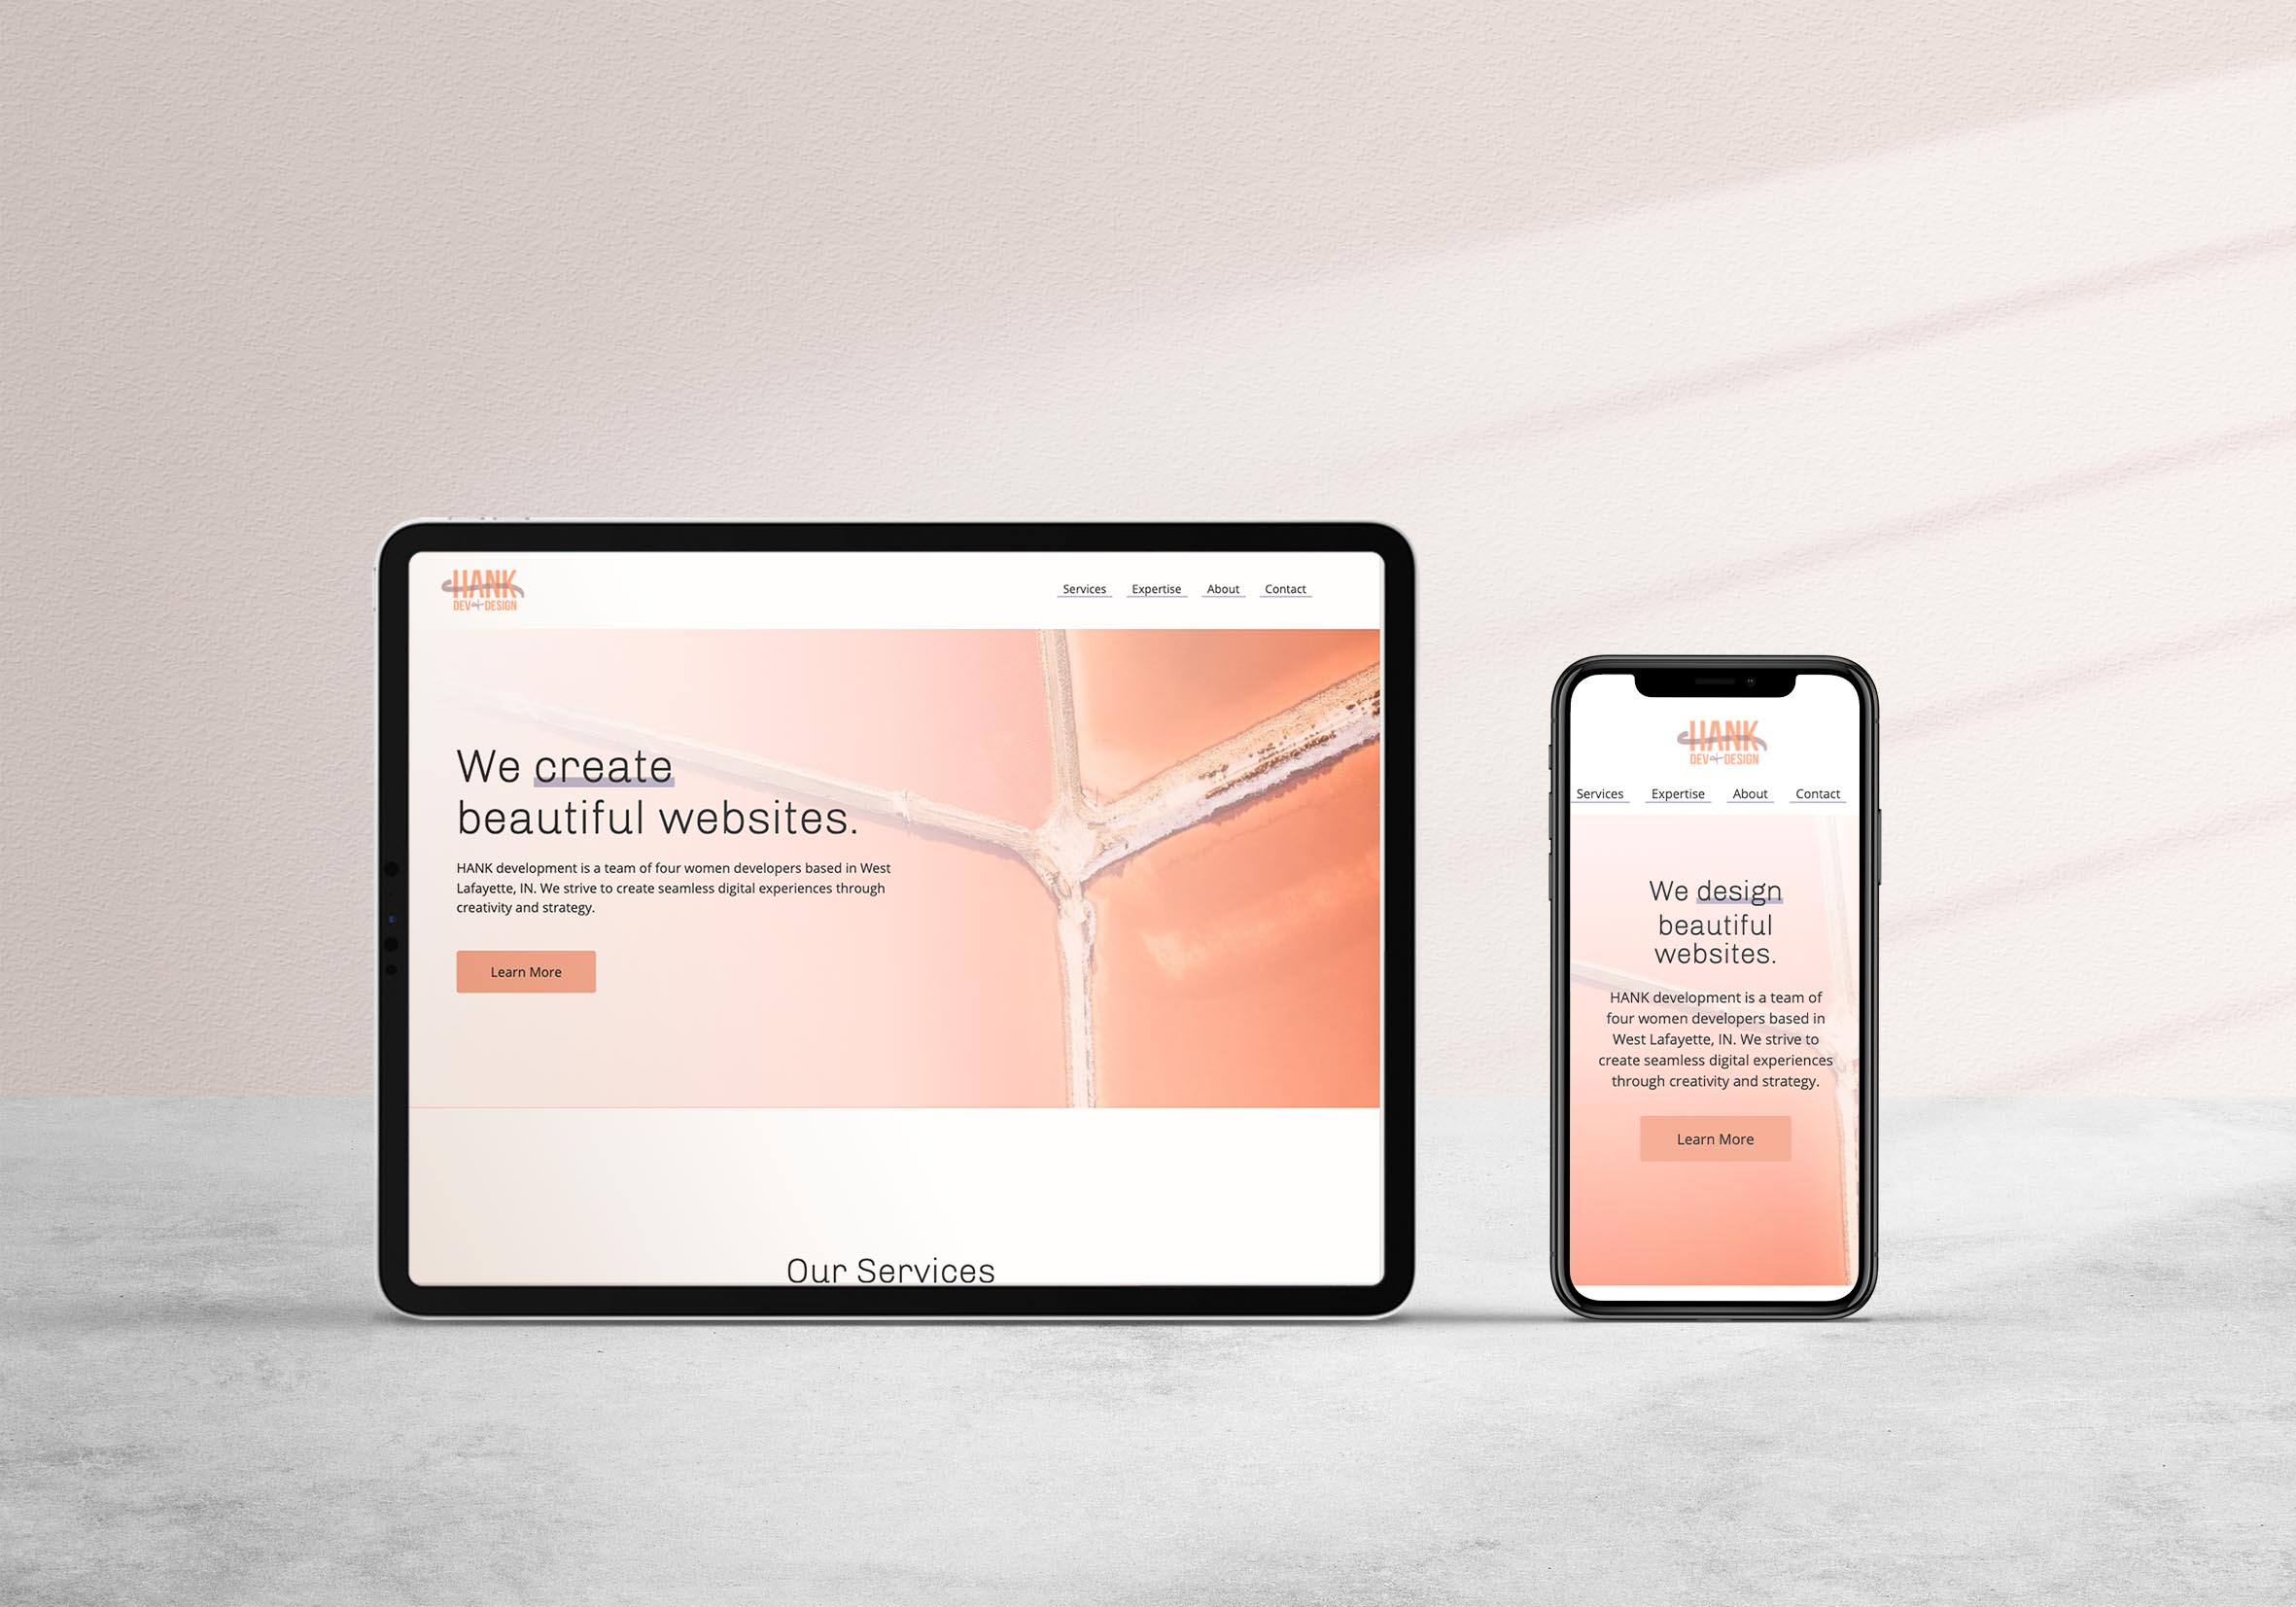 HANK
DEV + DESIGN
Services Expertise About Contact
We create
beautiful websites.
HANK development is a team of four women developers based in West
Lafayette, IN. We strive to create seamless digital experiences through
creativity and strategy.
Learn More
Our Services
HANK
DEV + DESIGN
Services Expertise About Contact
We design
beautiful
websites.
HANK development is a team of
four women developers based in
West Lafayette, IN. We strive to
create seamless digital experiences
through creativity and strategy.
Learn More